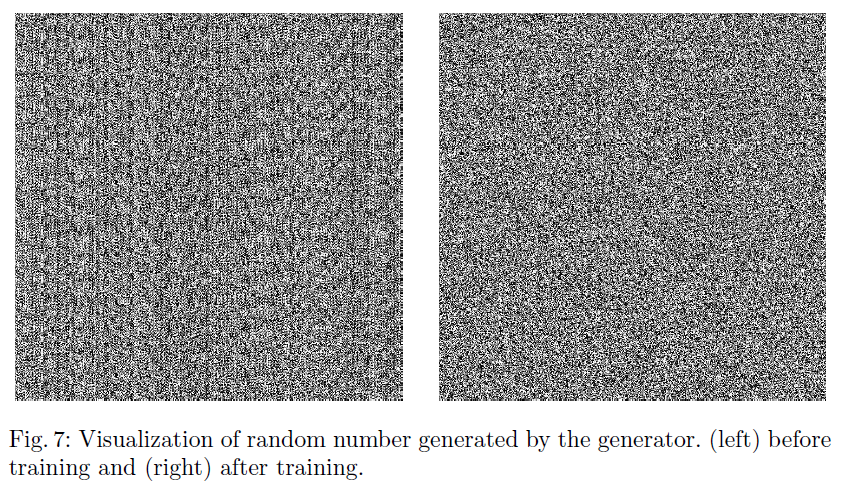 Fig. 7: Visualization of random number generated by the generator. (left) before
training and (right) after training.